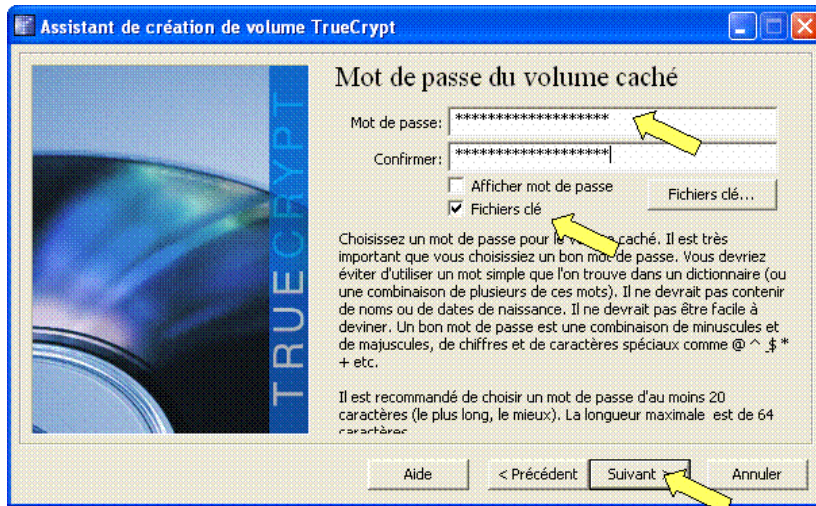 Assistant de création de volume TrueCrypt
TRUECRYPT
Mot de passe du volume caché
Mot de passe: *******************
Confirmer: *******************
Afficher mot de passe
Fichiers clé
Fichiers clé...
Choisissez un mot de passe pour le caché. Il est très
important que vous choisissiez un bon mot de passe. Vous devriez
éviter d'utiliser un mot simple que l'on trouve dans un dictionnaire (ou
une combinaison de plusieurs de ces mots). Il ne devrait pas contenir
de noms ou de dates de naissance. Il ne devrait pas être facile à
deviner. Un bon mot de passe est une combinaison de minuscules et
de majuscules, de chiffres et de caractères spéciaux comme @ ^ _$ *
+ etc.
Il est recommandé de choisir un mot de passe d'au moins 20
caractères (le plus long, le mieux). La longueur maximale est de 64
caractères
Aide
< Précédent
Suivant >
Annuler